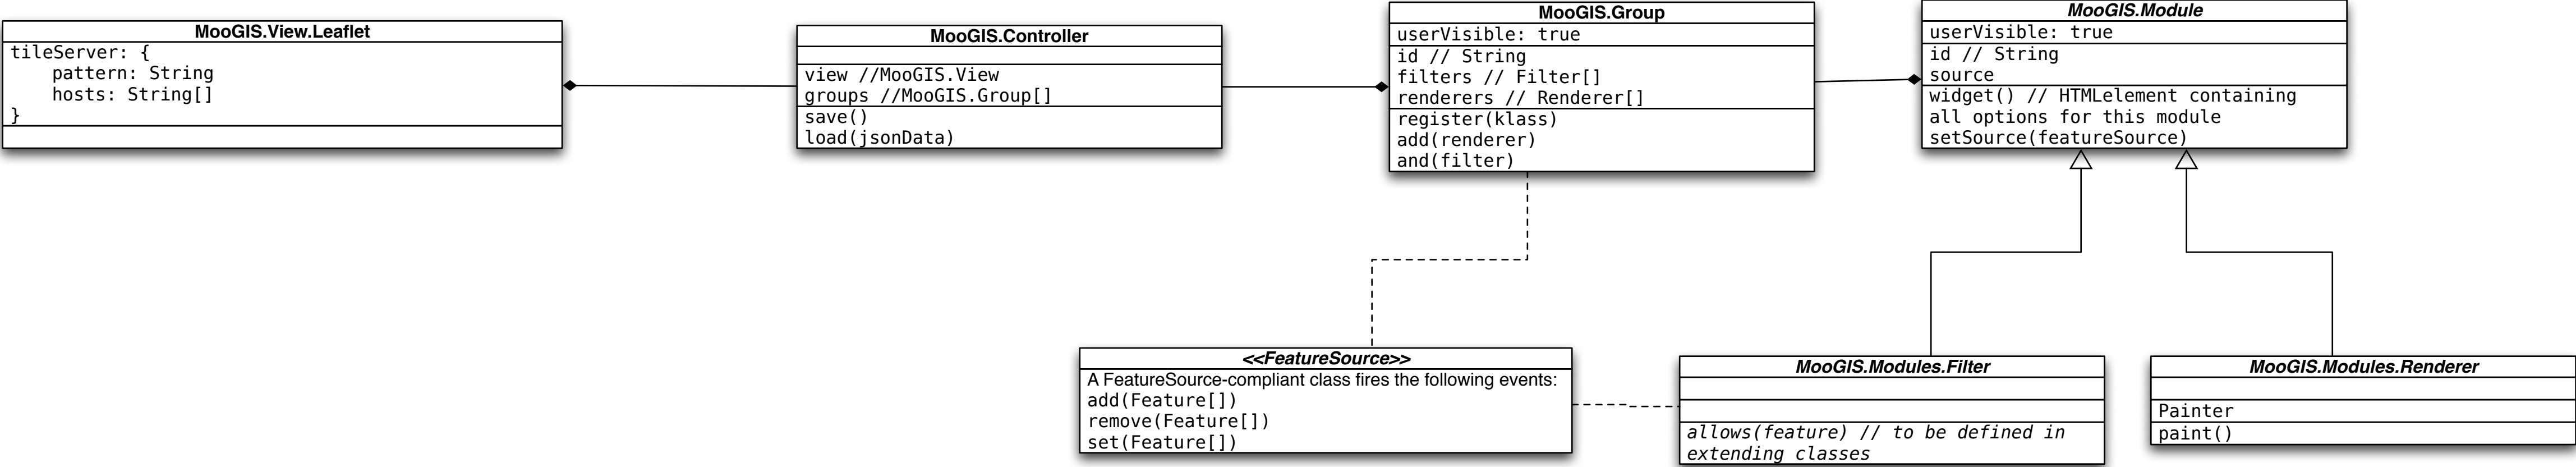 MooGIS.View.Leaflet
tileServer: {
    pattern: String
    hosts: String[]
}
MooGIS.Controller
view //MooGIS.View
groups //MooGIS.Group[]
save()
load(jsonData)
MooGIS.Group
userVisible: true
id // String
filters // Filter[]
renderers // Renderer[]
register(klass)
add(renderer)
and(filter)
MooGIS.Module
userVisible: true
id // String
source
widget() // HTMLelement containing
all options for this module
setSource(featureSource)
<<FeatureSource>>
A FeatureSource-compliant class fires the following events:
add(Feature[])
remove(Feature[])
set(Feature[])
MooGIS.Modules.Filter
allows(feature) // to be defined in
extending classes
MooGIS.Modules.Renderer
Painter
paint()